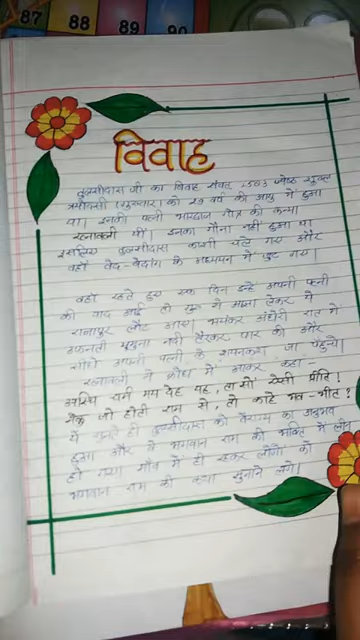 87 88 89 90
विवाह
तुलसीदास जी का विवाह संवत् 1583 ज्येष्ठ शुक्ल
त्रयोदशी (गुरुवार) को 29 वर्ष की आयु में हुआ
था। इनकी पत्नी भारद्वाज गोत्र की कन्या
रत्नावली थीं। इनका गौना नहीं हुआ था
इसलिए तुलसीदास काशी चले गए और
वहाँ वेद-वेदांग के अध्ययन में जुट गए।
वहाँ रहते हुए एक दिन इन्हें अपनी पत्नी
की याद आई तो गुरु से आज्ञा लेकर वे
राजापुर लौट आए। भयंकर अंधेरी रात में
उफनती यमुना नदी तैरकर पार की और
सीधे अपनी पत्नी के शयनकक्ष जा पहुँचे।
रत्नावली ने क्रोध में आकर कहा -
अस्थि चर्म मय देह यह, ता सों ऐसी प्रीति!
नेकु जो होती राम से, तो काहे भव-भीत?
ये सुनते ही तुलसीदास को वैराग्य का अनुभव
हुआ और वे भगवान राम की भक्ति में लीन
हो गए। गाँव में ही रहकर लोगों को
भगवान राम की कथा सुनाने लगे।